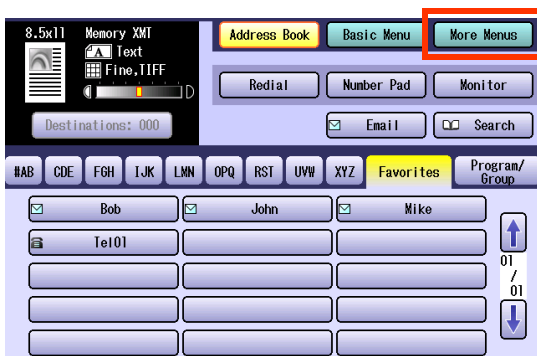 8.5x11 Memory XMT Address Book Basic Menu More Menus
A Text
Fine,TIFF
D Redial Number Pad Monitor
Destinations: 000 Email Search
#AB CDE FGH IJK LMN OPQ RST UVW XYZ Favorites Program/
Group
Bob John Mike
Tel01
01
/
01